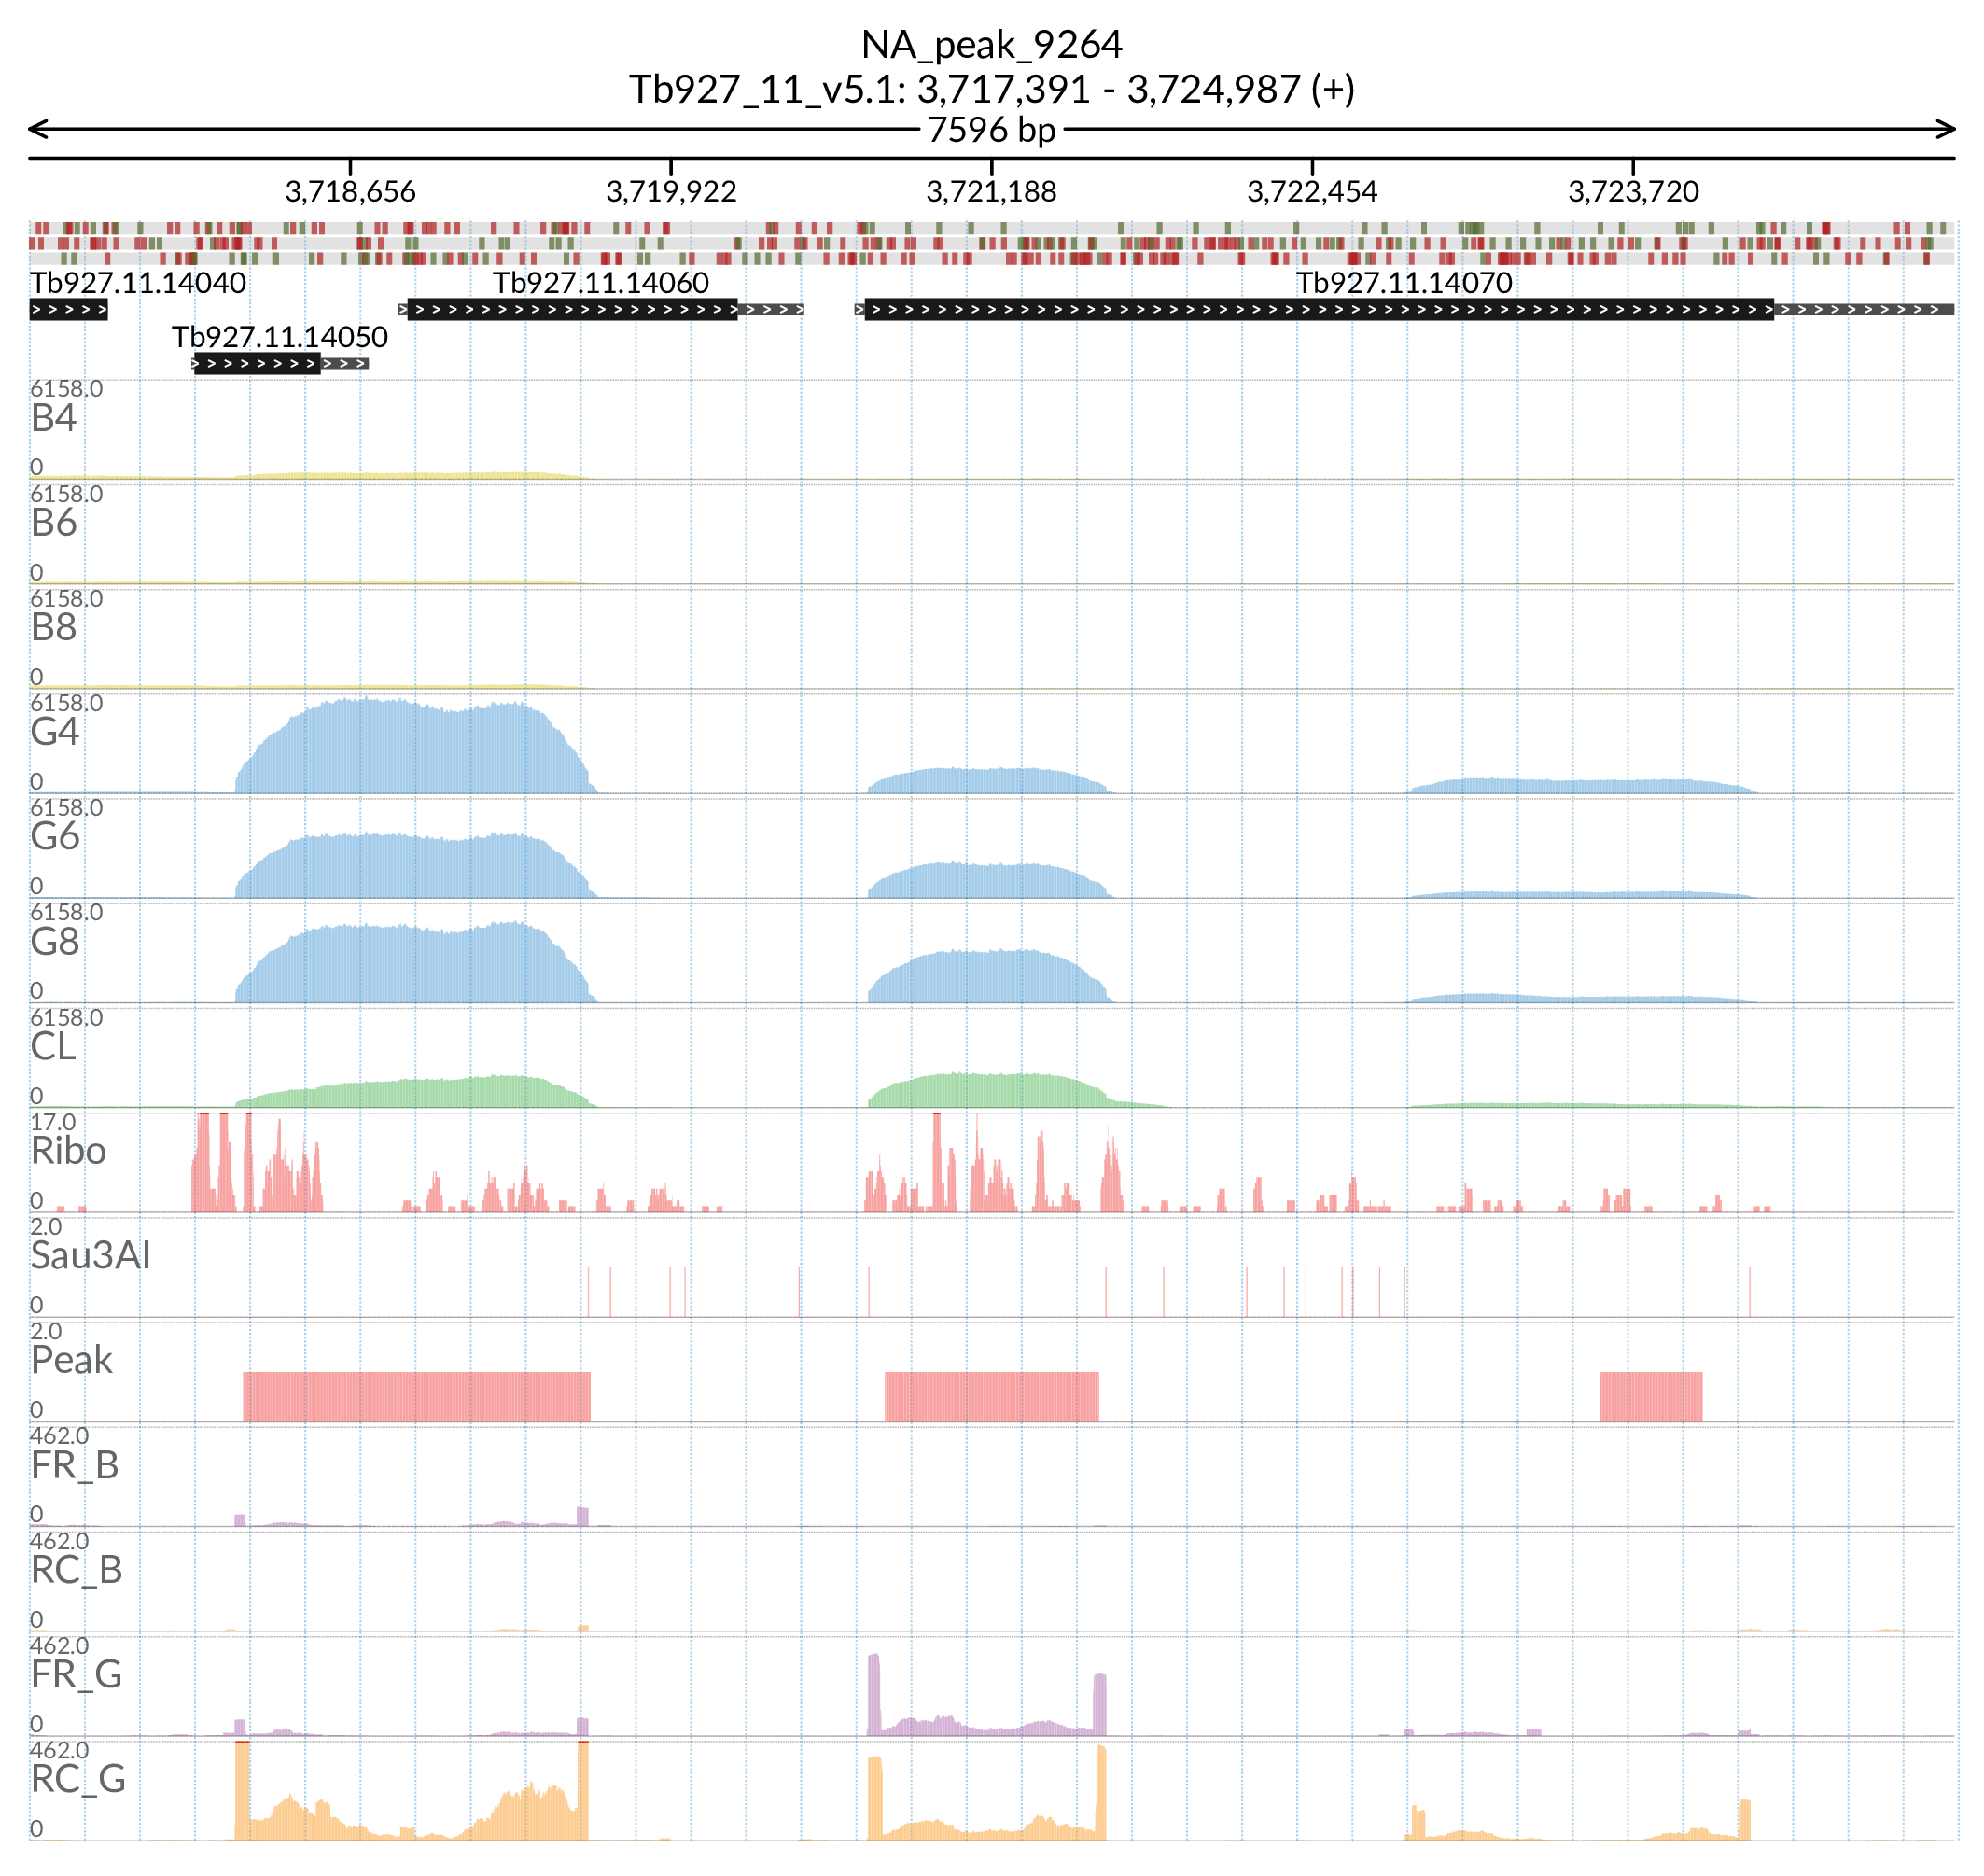 NA_peak_9264
Tb927_11_v5.1: 3,717,391 - 3,724,987 (+)
7596 bp
3,718,656 3,719,922 3,721,188 3,722,454 3,723,720
Tb927.11.14040 Tb927.11.14060 Tb927.11.14070
Tb927.11.14050
6158.0
B4
0
6158.0
B6
0
6158.0
B8
0
6158.0
G4
0
6158.0
G6
0
6158.0
G8
0
6158.0
CL
0
17.0
Ribo
0
2.0
Sau3AI
0
2.0
Peak
0
462.0
FR_B
0
462.0
RC_B
0
462.0
FR_G
0
462.0
RC_G
0